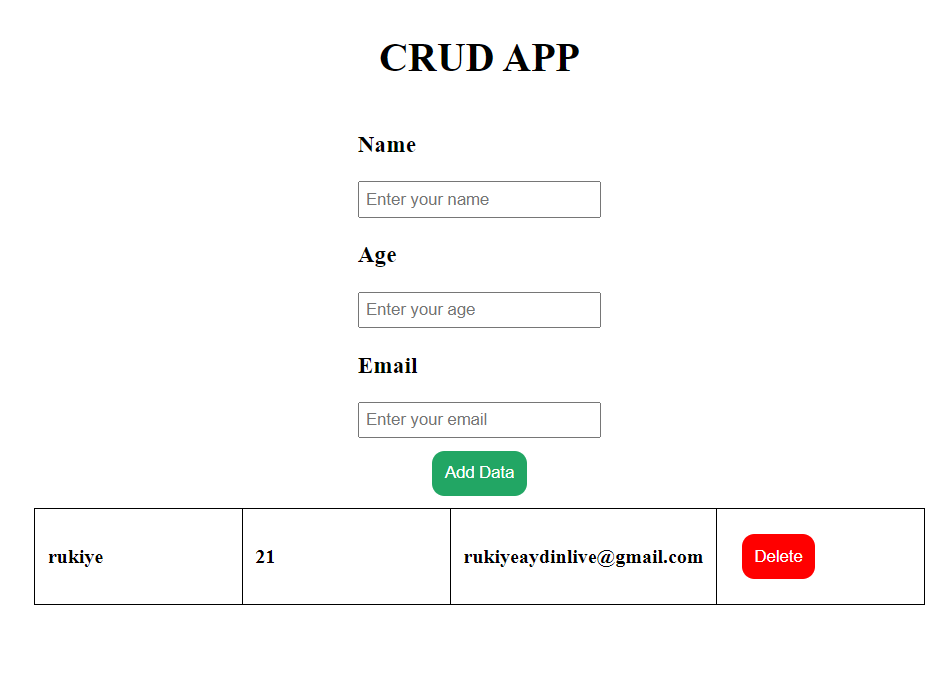 CRUD APP
Name
Enter your name
Age
Enter your age
Email
Enter your email
Add Data
rukiye 21 rukiyeaydinlive@gmail.com Delete